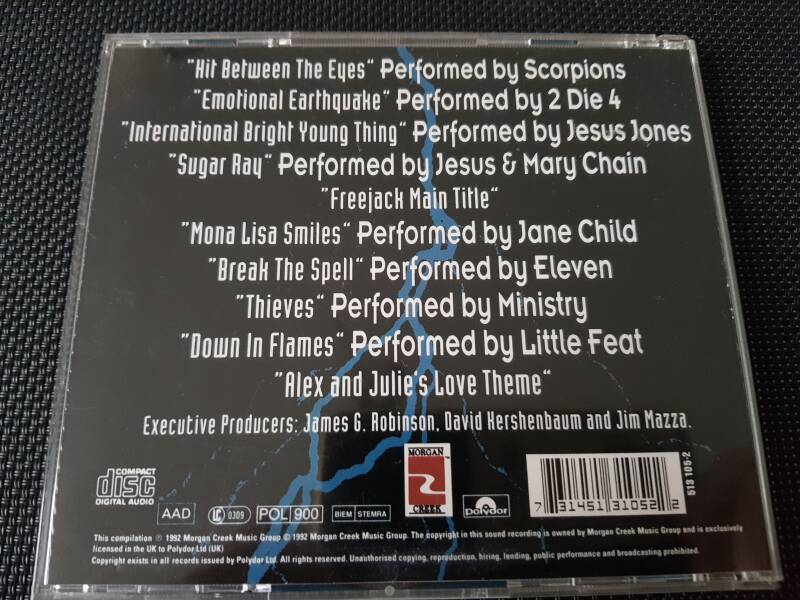 "Hit Between The Eyes" Performed by Scorpions
"Emotional Earthquake" Performed by 2 Die 4
"International Bright Young Thing" Performed by Jesus Jones
"Sugar Ray" Performed by Jesus & Mary Chain
"Freejack Main Title"
"Mona Lisa Smiles" Performed by Jane Child
"Break The Spell" Performed by Eleven
"Thieves" Performed by Ministry
"Down In Flames" Performed by Little Feat
"Alex and Julie's Love Theme"
Executive Producers: James G. Robinson, David Kershenbaum and Jim Mazza.
COMPACT
disc
DIGITAL AUDIO
AAD
LC 0309
POL 900
BIEM STEMRA
MORGAN ™
CREEK
Polydor
7 31451 31052 2
513 105-2
This compilation ℗ 1992 Morgan Creek Music Group © 1992 Morgan Creek Music Group. The copyright in this sound recording is owned by Morgan Creek Music Group and is exclusively
licensed in the UK to Polydor Ltd (UK)
Copyright exists in all records issued by Polydor Ltd. All rights reserved. Unauthorised copying, reproduction, hiring, lending, public performance and broadcasting prohibited.